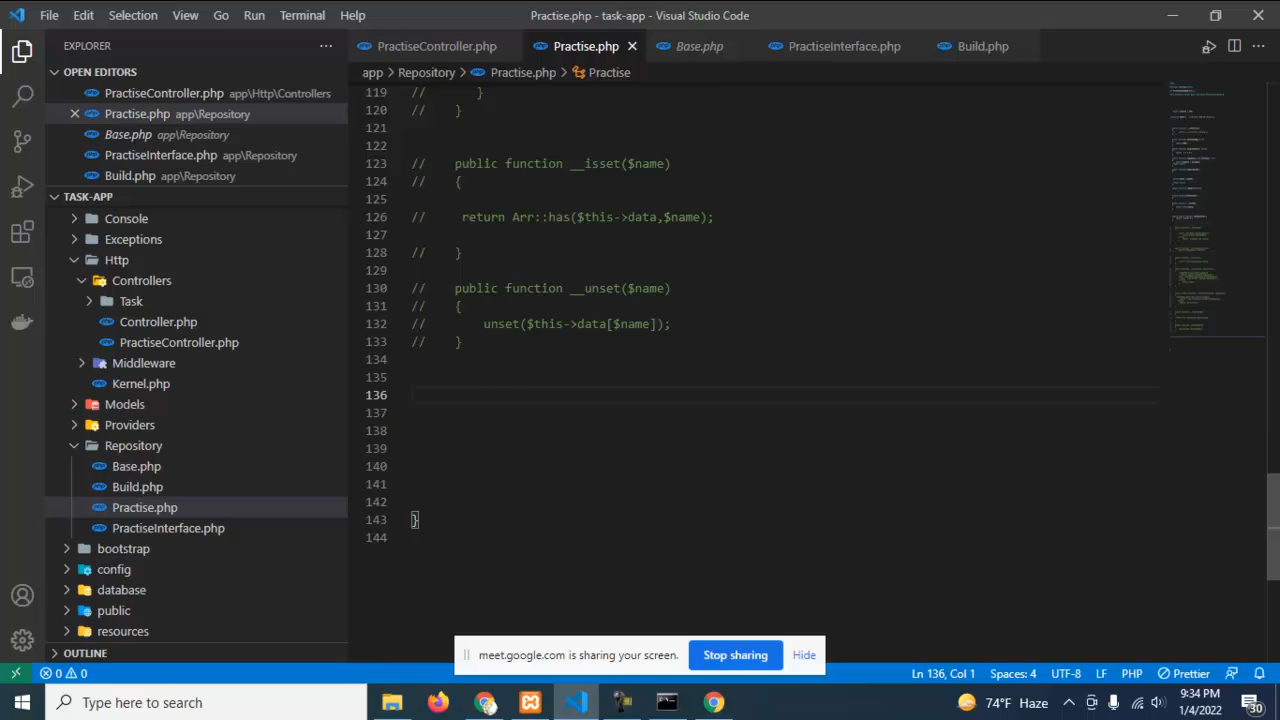 File Edit Selection View Go Run Terminal Help
Practise.php - task-app - Visual Studio Code
EXPLORER
OPEN EDITORS
PractiseController.php app\Http\Controllers
Practise.php app\Repository
Base.php app\Repository
PractiseInterface.php app\Repository
Build.php app\Repository
TASK-APP
Console
Exceptions
Http
Controllers
Task
Controller.php
PractiseController.php
Middleware
Kernel.php
Models
Providers
Repository
Base.php
Build.php
Practise.php
PractiseInterface.php
bootstrap
config
database
public
resources
OUTLINE
PractiseController.php Practise.php Base.php PractiseInterface.php Build.php
app > Repository > Practise.php > Practise
119 // }
120 // }
121
122
123 // public function __isset($name)
124 // {
125
126 // return Arr::has($this->data,$name);
127
128 // }
129
130 // public function __unset($name)
131 // {
132 // unset($this->data[$name]);
133 // }
134
135
136
137
138
139
140
141
142
143 }
144
meet.google.com is sharing your screen. Stop sharing Hide
0 0 Ln 136, Col 1 Spaces: 4 UTF-8 LF PHP Prettier
Type here to search
74°F Haze
9:34 PM
1/4/2022
30